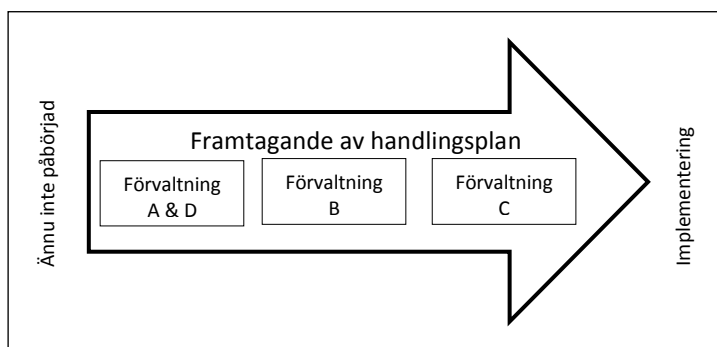 Ännu inte påbörjad
Framtagande av handlingsplan
Förvaltning
A & D
Förvaltning
B
Förvaltning
C
Implementering